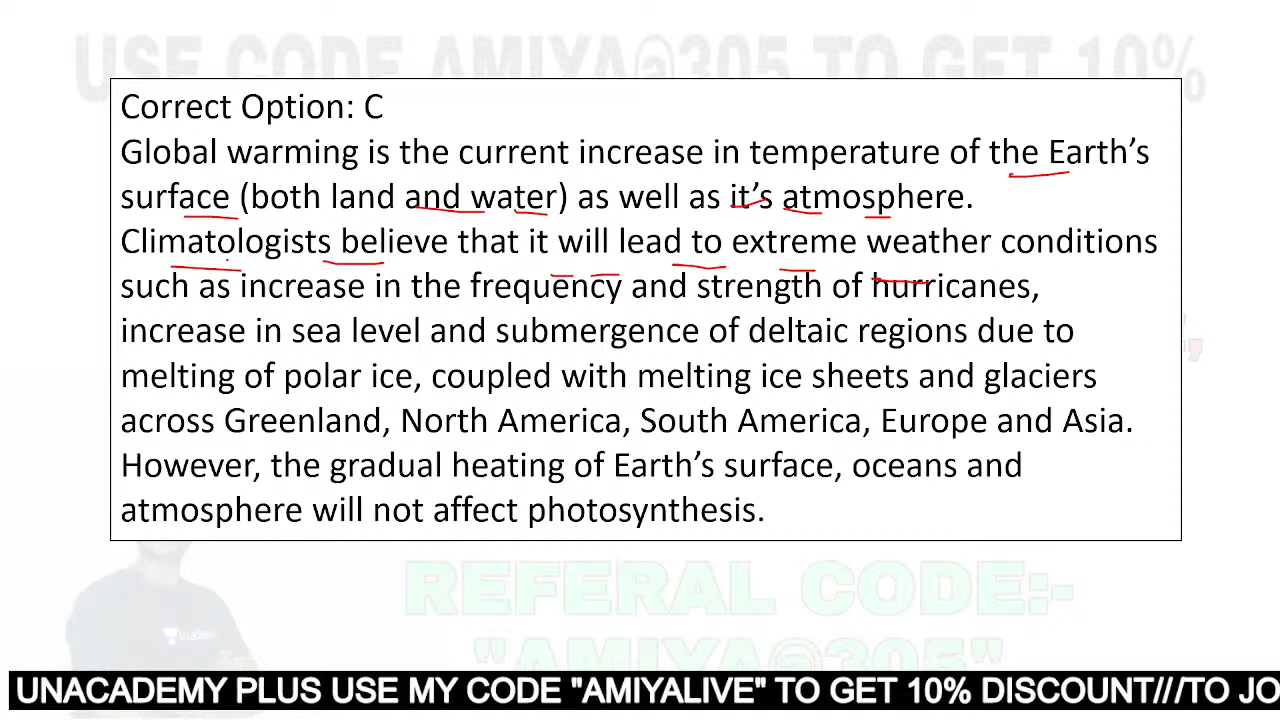 USE CODE AMIYA@305 TO GET 10%
Correct Option: C
Global warming is the current increase in temperature of the Earth’s
surface (both land and water) as well as it’s atmosphere.
Climatologists believe that it will lead to extreme weather conditions
such as increase in the frequency and strength of hurricanes,
increase in sea level and submergence of deltaic regions due to
melting of polar ice, coupled with melting ice sheets and glaciers
across Greenland, North America, South America, Europe and Asia.
However, the gradual heating of Earth’s surface, oceans and
atmosphere will not affect photosynthesis.
REFERAL CODE:-
"AMIYA@305"
UNACADEMY PLUS USE MY CODE "AMIYALIVE" TO GET 10% DISCOUNT///TO JO